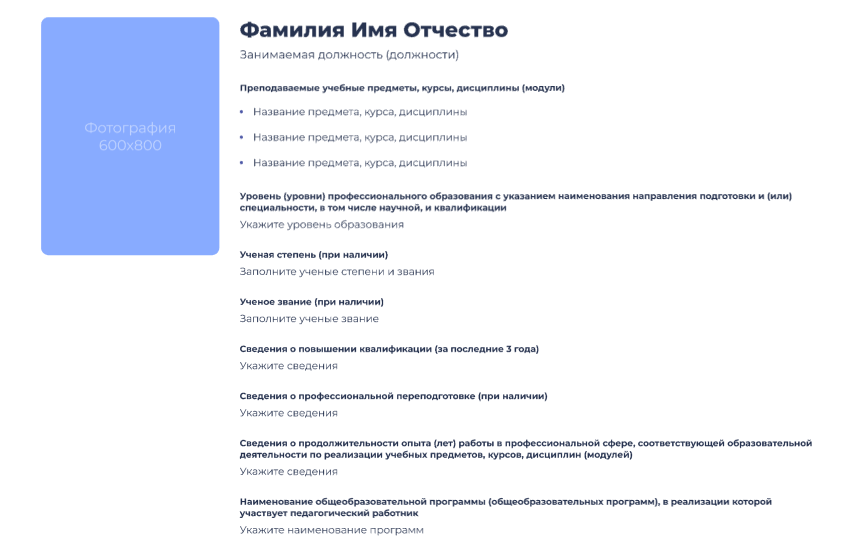 Фотография
600x800
Фамилия Имя Отчество
Занимаемая должность (должности)
Преподаваемые учебные предметы, курсы, дисциплины (модули)
• Название предмета, курса, дисциплины
• Название предмета, курса, дисциплины
• Название предмета, курса, дисциплины
Уровень (уровни) профессионального образования с указанием наименования направления подготовки и (или)
специальности, в том числе научной, и квалификации
Укажите уровень образования
Ученая степень (при наличии)
Заполните ученые степени и звания
Ученое звание (при наличии)
Заполните ученые звание
Сведения о повышении квалификации (за последние 3 года)
Укажите сведения
Сведения о профессиональной переподготовке (при наличии)
Укажите сведения
Сведения о продолжительности опыта (лет) работы в профессиональной сфере, соответствующей образовательной
деятельности по реализации учебных предметов, курсов, дисциплин (модулей)
Укажите сведения
Наименование общеобразовательной программы (общеобразовательных программ), в реализации которой
участвует педагогический работник
Укажите наименование программ